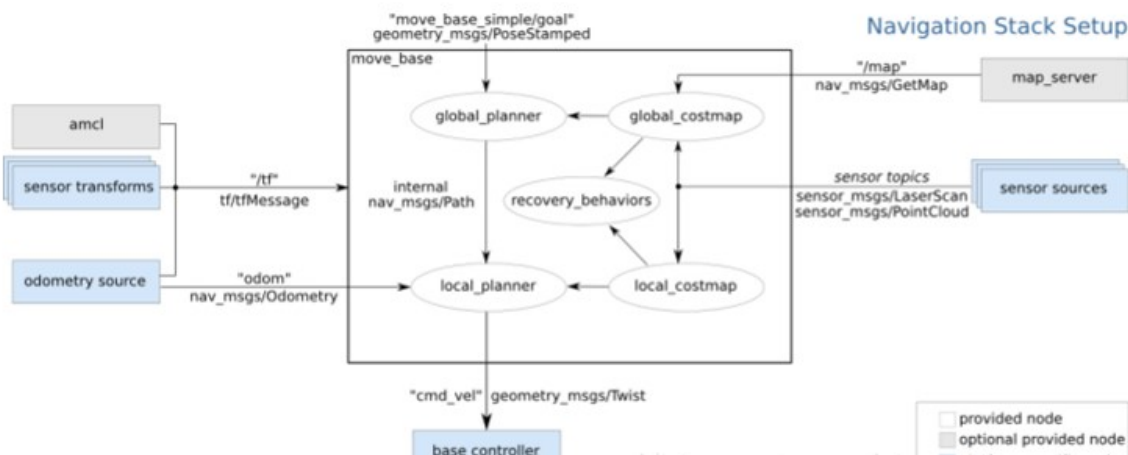 Navigation Stack Setup
"move_base_simple/goal"
geometry_msgs/PoseStamped
move_base
"/map"
nav_msgs/GetMap
map_server
amcl
global_planner
global_costmap
sensor transforms
"/tf"
tf/tfMessage
internal
nav_msgs/Path
recovery_behaviors
sensor topics
sensor_msgs/LaserScan
sensor_msgs/PointCloud
sensor sources
odometry source
"odom"
nav_msgs/Odometry
local_planner
local_costmap
"cmd_vel" geometry_msgs/Twist
base controller
provided node
optional provided node